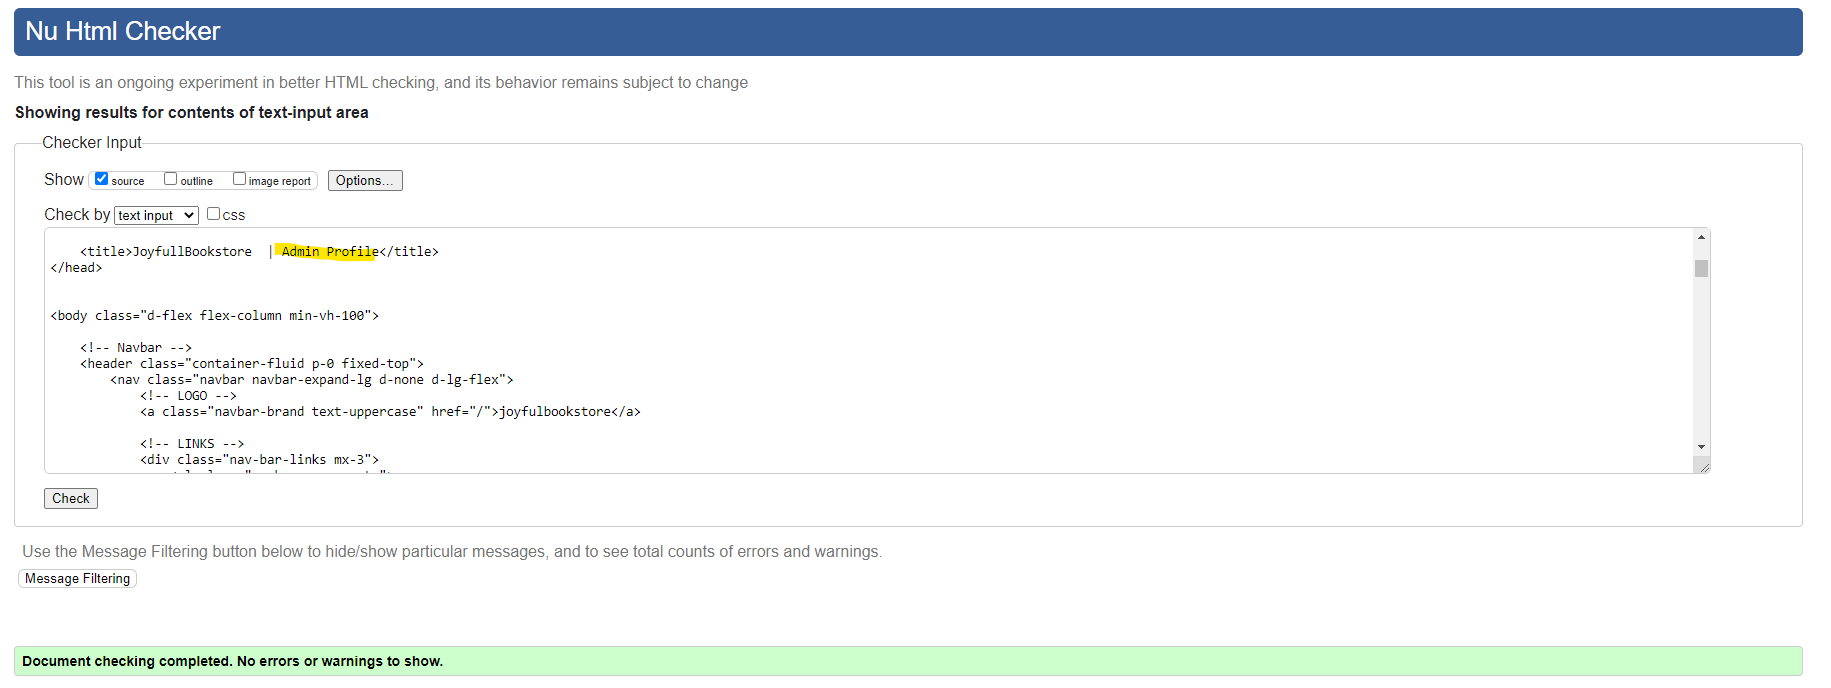 Nu Html Checker
This tool is an ongoing experiment in better HTML checking, and its behavior remains subject to change
Showing results for contents of text-input area
Checker Input
Show source outline image report Options...
Check by text input css
<title>JoyfullBookstore | Admin Profile</title>
</head>
<body class="d-flex flex-column min-vh-100">
<!-- Navbar -->
<header class="container-fluid p-0 fixed-top">
<nav class="navbar navbar-expand-lg d-none d-lg-flex">
<!-- LOGO -->
<a class="navbar-brand text-uppercase" href="/">joyfulbookstore</a>
<!-- LINKS -->
<div class="nav-bar-links mx-3">
Check
Use the Message Filtering button below to hide/show particular messages, and to see total counts of errors and warnings.
Message Filtering
Document checking completed. No errors or warnings to show.